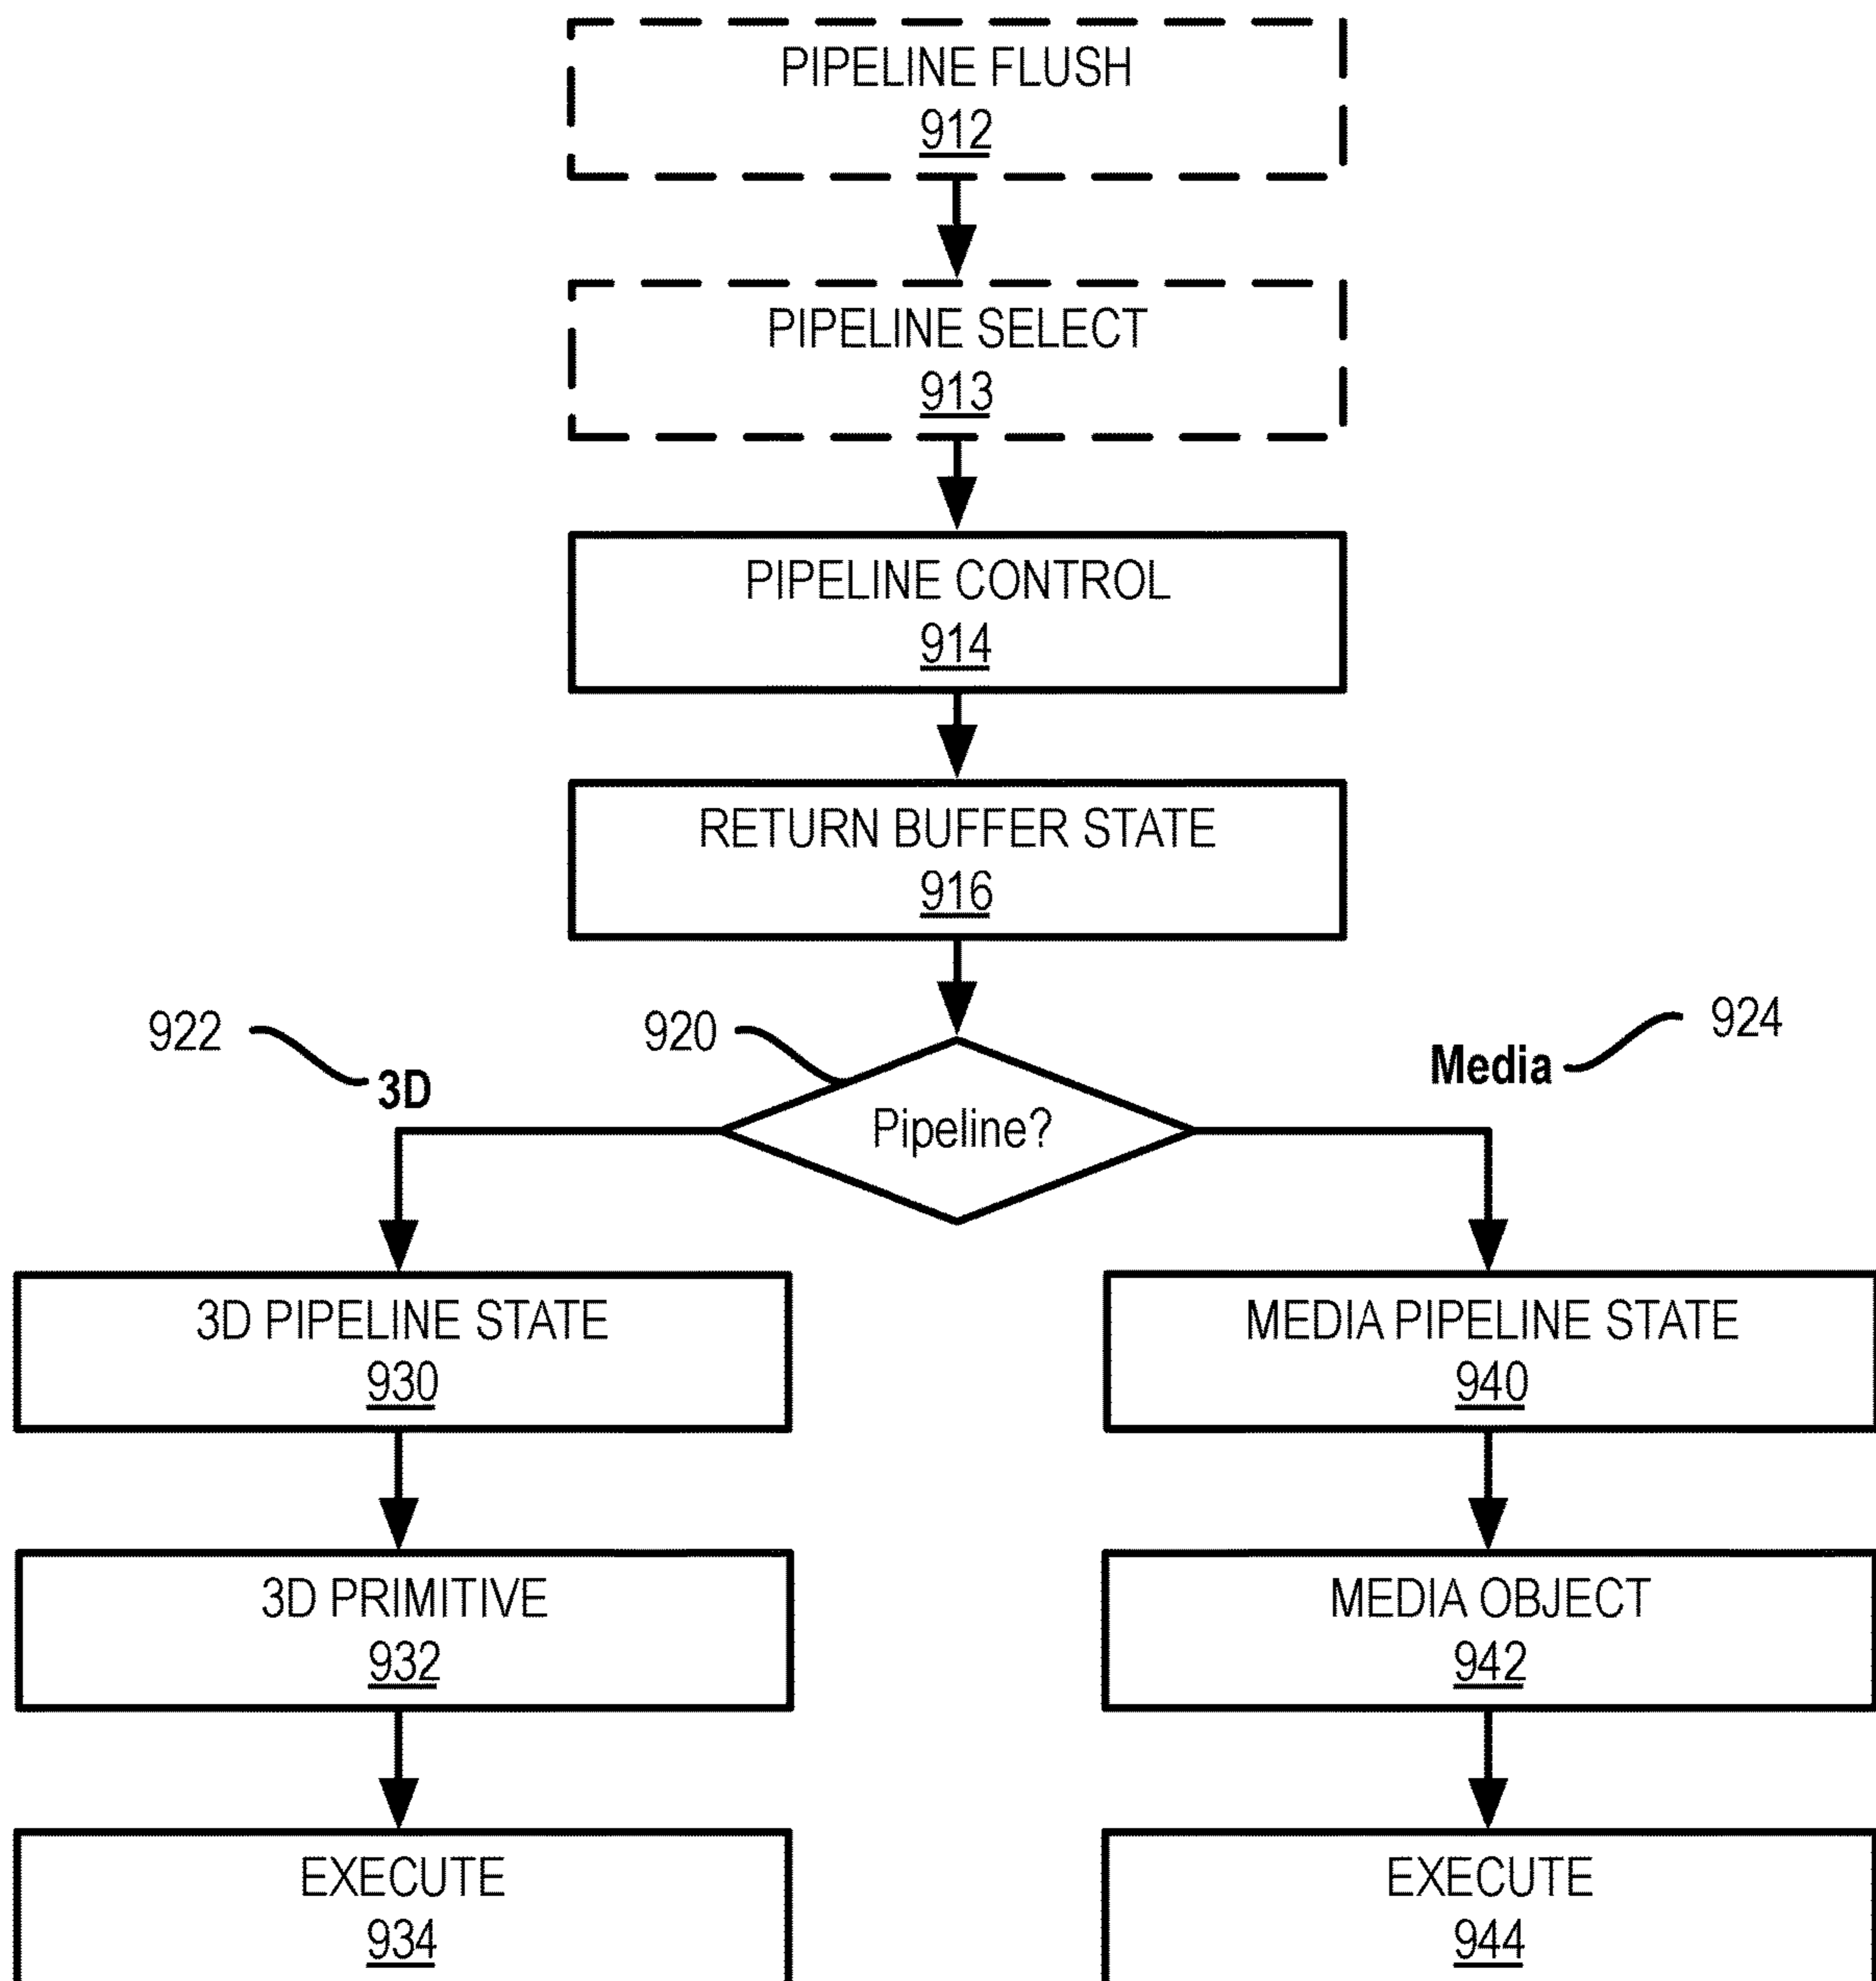 PIPELINE FLUSH
912
PIPELINE SELECT
913
PIPELINE CONTROL
914
RETURN BUFFER STATE
916
922
920
924
3D
Media
Pipeline?
3D PIPELINE STATE
930
MEDIA PIPELINE STATE
940
3D PRIMITIVE
932
MEDIA OBJECT
942
EXECUTE
934
EXECUTE
944